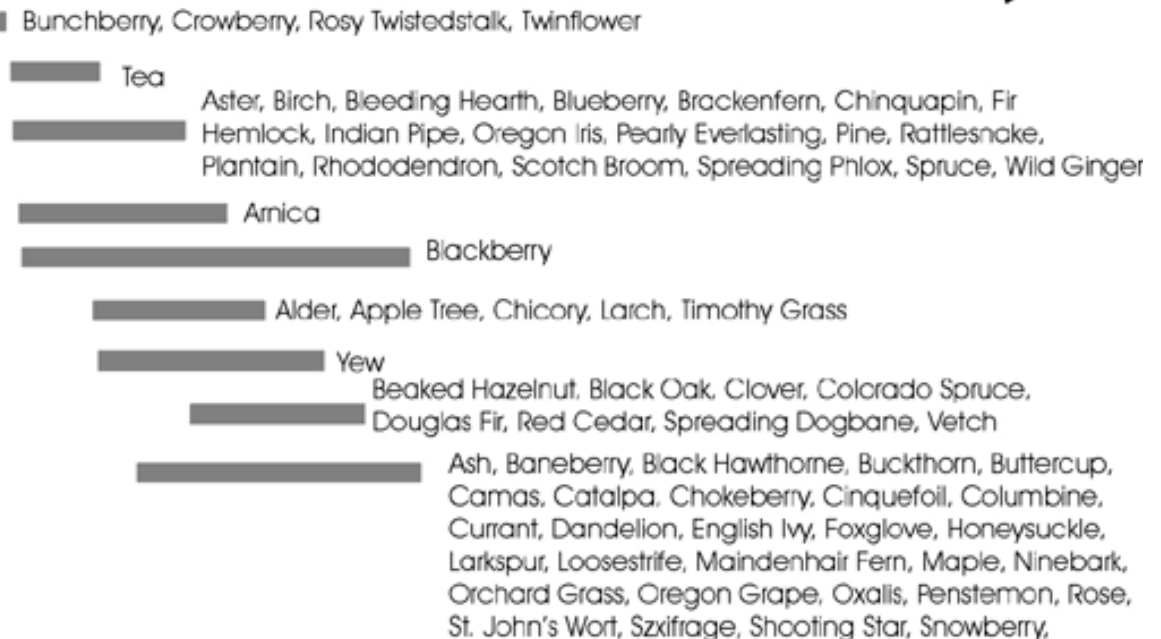 Bunchberry, Crowberry, Rosy Twistedstalk, Twinflower
Tea
Aster, Birch, Bleeding Hearth, Blueberry, Brackenfern, Chinquapin, Fir
Hemlock, Indian Pipe, Oregon Iris, Pearly Everlasting, Pine, Rattlesnake,
Plantain, Rhododendron, Scotch Broom, Spreading Phlox, Spruce, Wild Ginger
Arnica
Blackberry
Alder, Apple Tree, Chicory, Larch, Timothy Grass
Yew
Beaked Hazelnut, Black Oak, Clover, Colorado Spruce,
Douglas Fir, Red Cedar, Spreading Dogbane, Vetch
Ash, Baneberry, Black Hawthorne, Buckthorn, Buttercup,
Camas, Catalpa, Chokeberry, Cinquefoil, Columbine,
Currant, Dandelion, English Ivy, Foxglove, Honeysuckle,
Larkspur, Loosestrife, Maindenhair Fern, Maple, Ninebark,
Orchard Grass, Oregon Grape, Oxalis, Penstemon, Rose,
St. John's Wort, Szxifrage, Shooting Star, Snowberry,